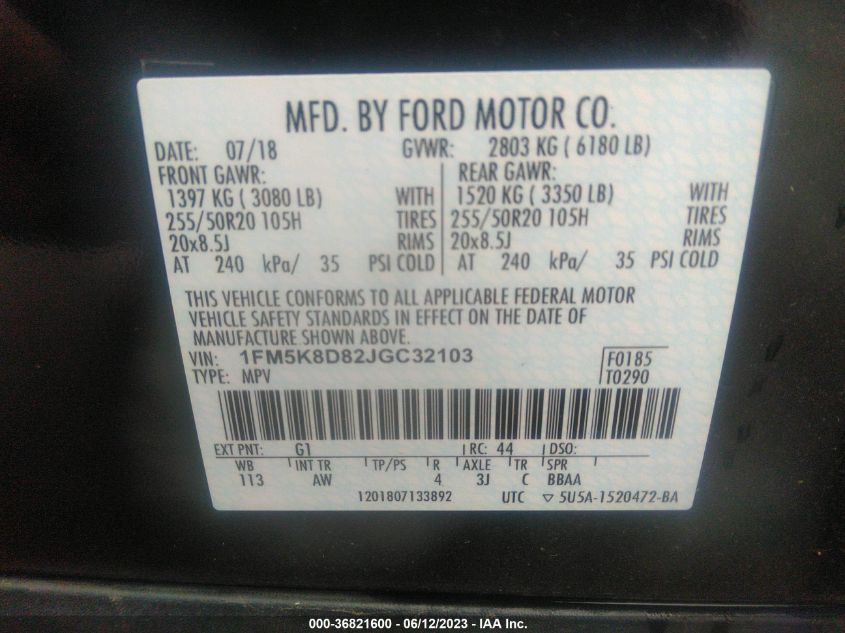 MFD. BY FORD MOTOR CO.
DATE: 07/18 GVWR: 2803 KG ( 6180 LB)
FRONT GAWR: REAR GAWR:
1397 KG ( 3080 LB) WITH 1520 KG ( 3350 LB) WITH
255/50R20 105H TIRES 255/50R20 105H TIRES
20x8.5J RIMS 20x8.5J RIMS
AT 240 kPa/ 35 PSI COLD AT 240 kPa/ 35 PSI COLD
THIS VEHICLE CONFORMS TO ALL APPLICABLE FEDERAL MOTOR
VEHICLE SAFETY STANDARDS IN EFFECT ON THE DATE OF
MANUFACTURE SHOWN ABOVE.
VIN: 1FM5K8D82JGC32103 F0185
TYPE: MPV T0290
EXT PNT: G1 RC: 44 DSO:
WB INT TR TP/PS R AXLE TR SPR
113 AW 4 3J C BBAA
1201807133892 UTC ▽ 5U5A-1520472-BA
000-36821600 - 06/12/2023 - IAA Inc.